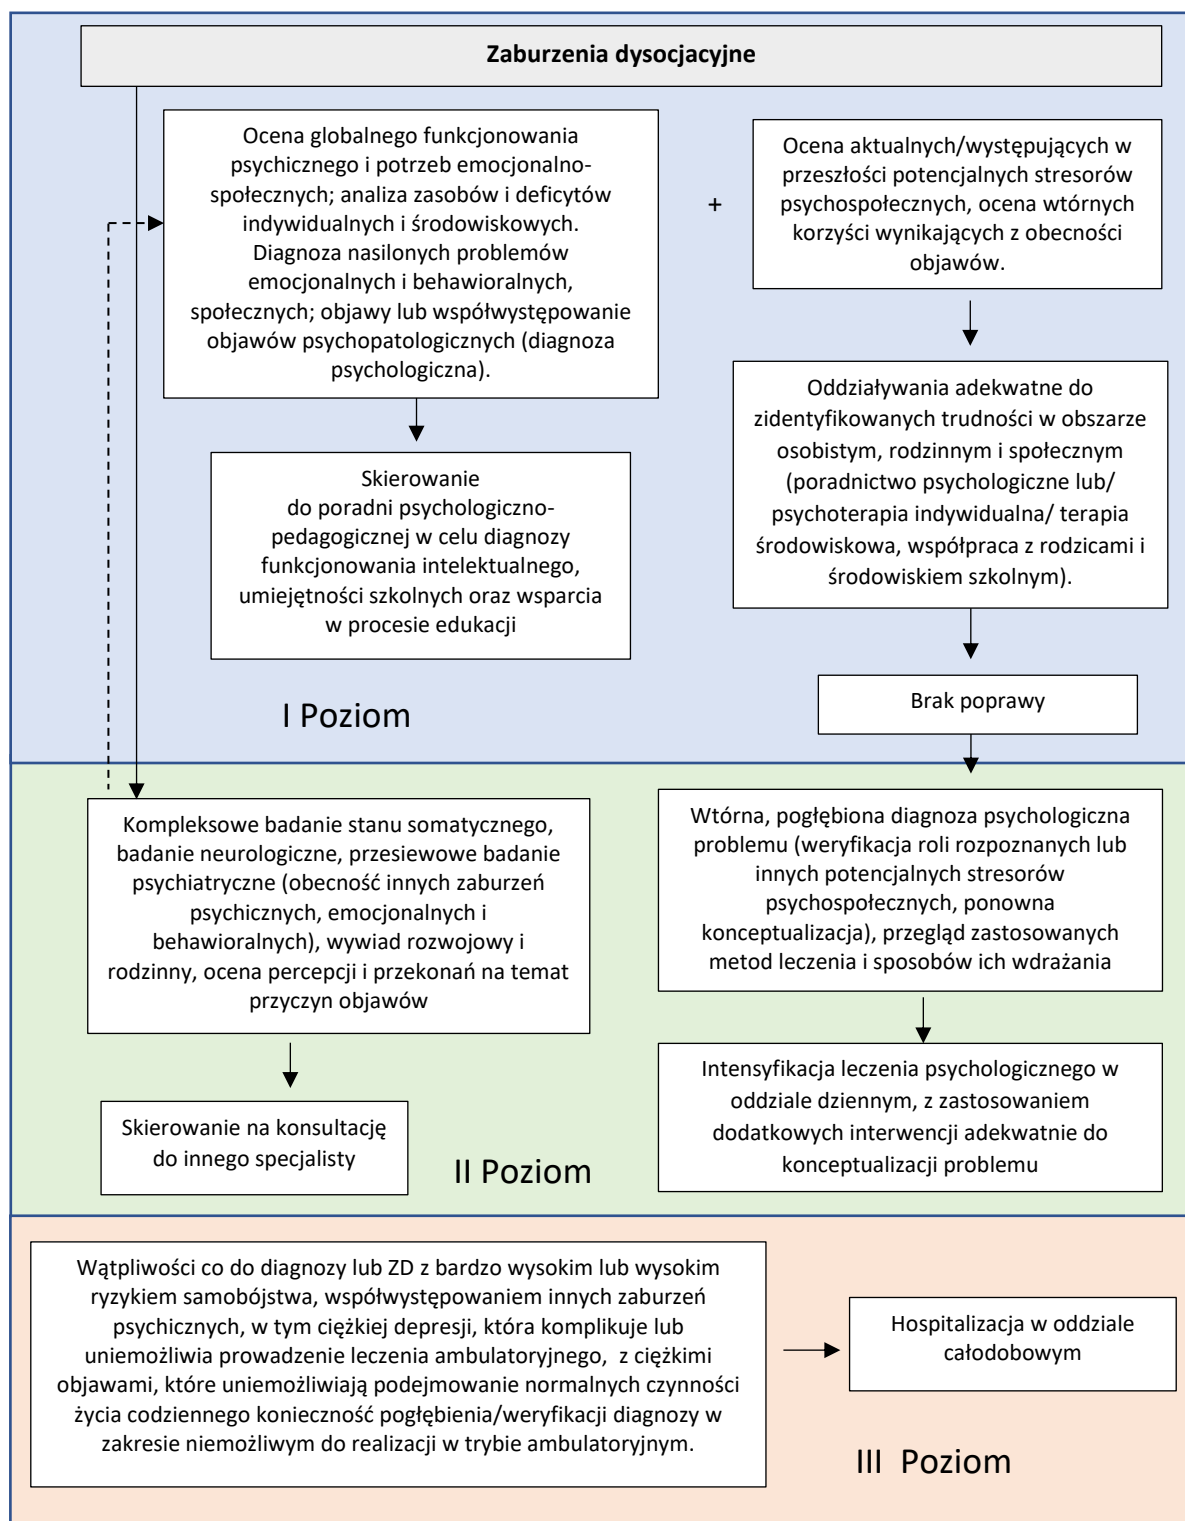 Zaburzenia dysocjacyjne
Ocena globalnego funkcjonowania
psychicznego i potrzeb emocjonalno-
społecznych; analiza zasobów i deficytów
indywidualnych i środowiskowych.
Diagnoza nasilonych problemów
emocjonalnych i behawioralnych,
społecznych; objawy lub współwystępowanie
objawów psychopatologicznych (diagnoza
psychologiczna).
+
Ocena aktualnych/występujących w
przeszłości potencjalnych stresorów
psychospołecznych, ocena wtórnych
korzyści wynikających z obecności
objawów.
Skierowanie
do poradni psychologiczno-
pedagogicznej w celu diagnozy
funkcjonowania intelektualnego,
umiejętności szkolnych oraz wsparcia
w procesie edukacji
Oddziaływania adekwatne do
zidentyfikowanych trudności w obszarze
osobistym, rodzinnym i społecznym
(poradnictwo psychologiczne lub/
psychoterapia indywidualna/ terapia
środowiskowa, współpraca z rodzicami i
środowiskiem szkolnym).
Brak poprawy
I Poziom
Kompleksowe badanie stanu somatycznego,
badanie neurologiczne, przesiewowe badanie
psychiatryczne (obecność innych zaburzeń
psychicznych, emocjonalnych i
behawioralnych), wywiad rozwojowy i
rodzinny, ocena percepcji i przekonań na temat
przyczyn objawów
Wtórna, pogłębiona diagnoza psychologiczna
problemu (weryfikacja roli rozpoznanych lub
innych potencjalnych stresorów
psychospołecznych, ponowna
konceptualizacja), przegląd zastosowanych
metod leczenia i sposobów ich wdrażania
Skierowanie na konsultację
do innego specjalisty
Intensyfikacja leczenia psychologicznego w
oddziale dziennym, z zastosowaniem
dodatkowych interwencji adekwatnie do
konceptualizacji problemu
II Poziom
Wątpliwości co do diagnozy lub ZD z bardzo wysokim lub wysokim
ryzykiem samobójstwa, współwystępowaniem innych zaburzeń
psychicznych, w tym ciężkiej depresji, która komplikuje lub
uniemożliwia prowadzenie leczenia ambulatoryjnego, z ciężkimi
objawami, które uniemożliwiają podejmowanie normalnych czynności
życia codziennego konieczność pogłębienia/weryfikacji diagnozy w
zakresie niemożliwym do realizacji w trybie ambulatoryjnym.
Hospitalizacja w oddziale
całodobowym
III Poziom